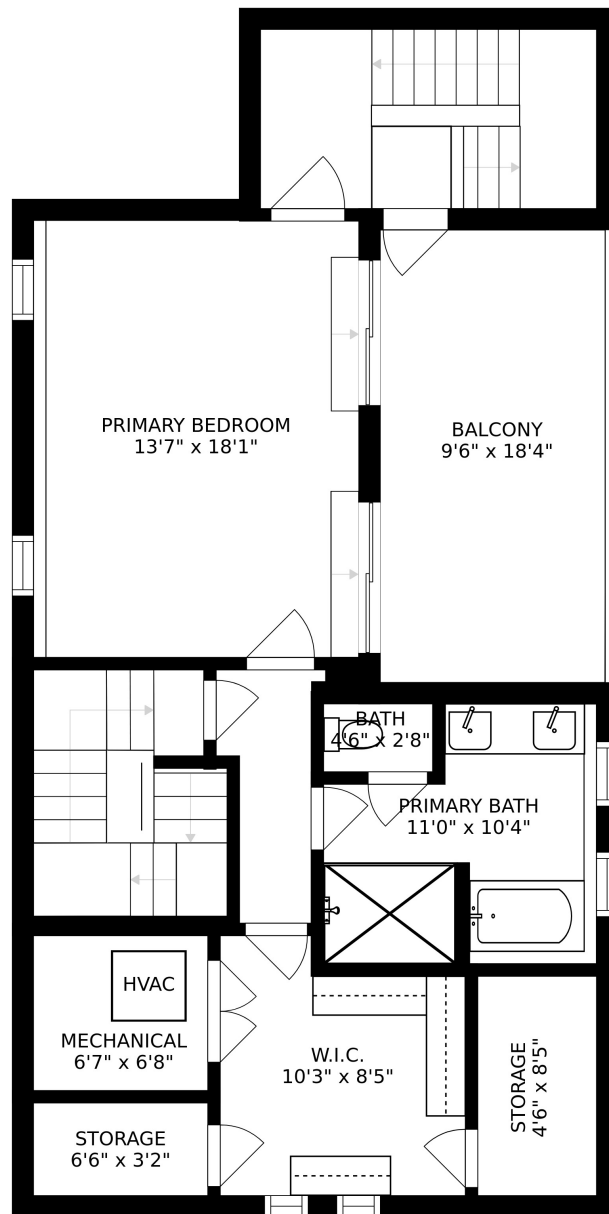 PRIMARY BEDROOM
13'7" x 18'1"
BALCONY
9'6" x 18'4"
BATH
4'6" x 2'8"
PRIMARY BATH
11'0" x 10'4"
HVAC
MECHANICAL
6'7" x 6'8"
W.I.C.
10'3" x 8'5"
STORAGE
4'6" x 8'5"
STORAGE
6'6" x 3'2"